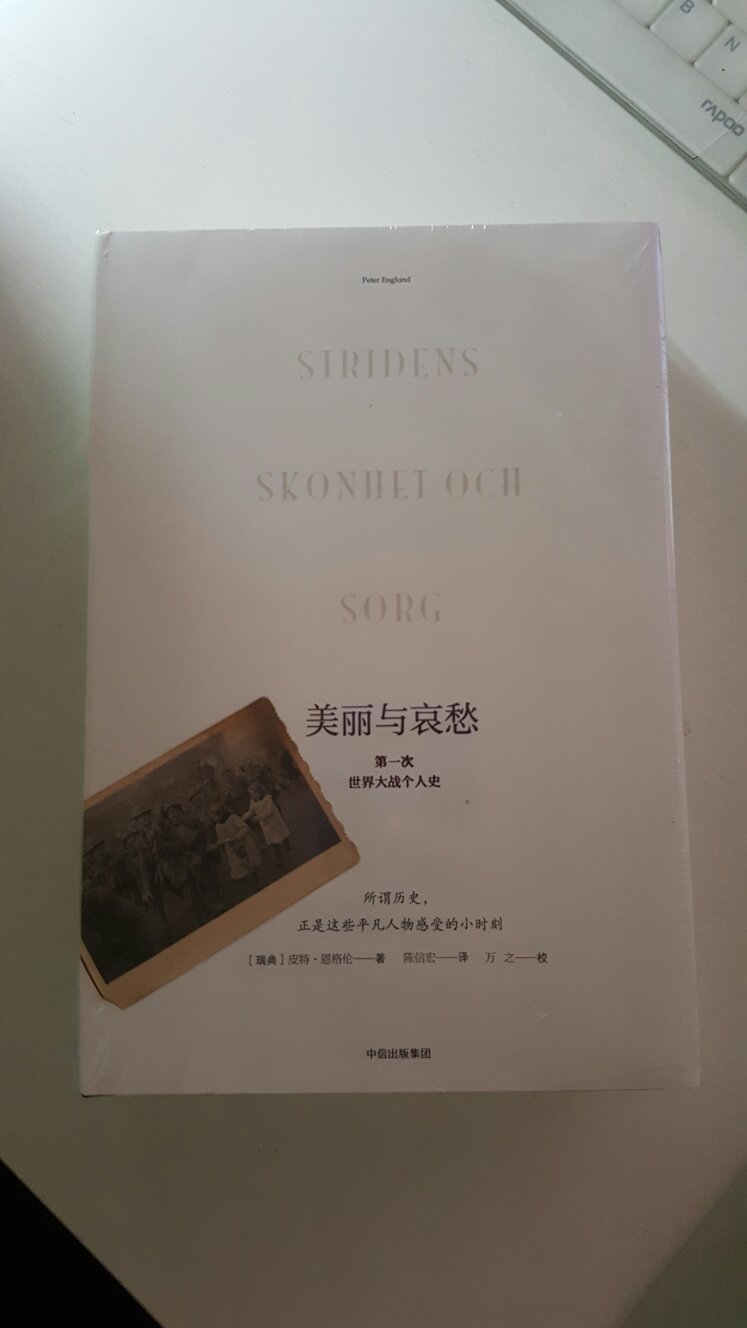 B
N
rapoo
Peter Englund
STRIDENS
SKONHET OCH
SORG
美丽与哀愁
第一次
世界大战个人史
所谓历史，
正是这些平凡人物感受的小时刻
[ 瑞典 ] 皮特·恩格伦——著 陈信宏——译 万 之——校
中信出版集团